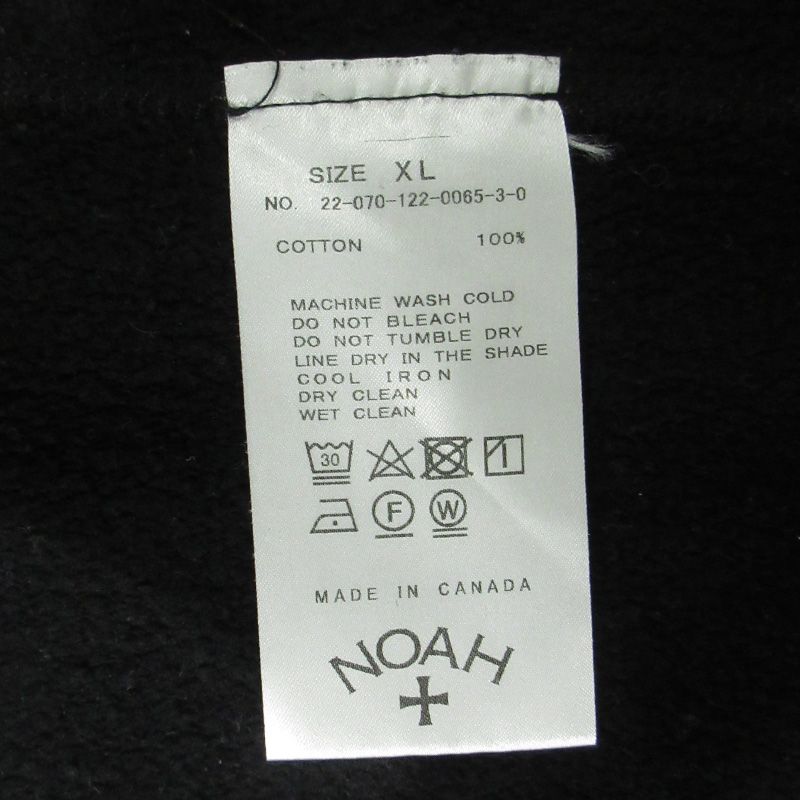 SIZE XL
NO. 22-070-122-0065-3-0
COTTON 100%
MACHINE WASH COLD
DO NOT BLEACH
DO NOT TUMBLE DRY
LINE DRY IN THE SHADE
COOL IRON
DRY CLEAN
WET CLEAN
30
F W
MADE IN CANADA
NOAH